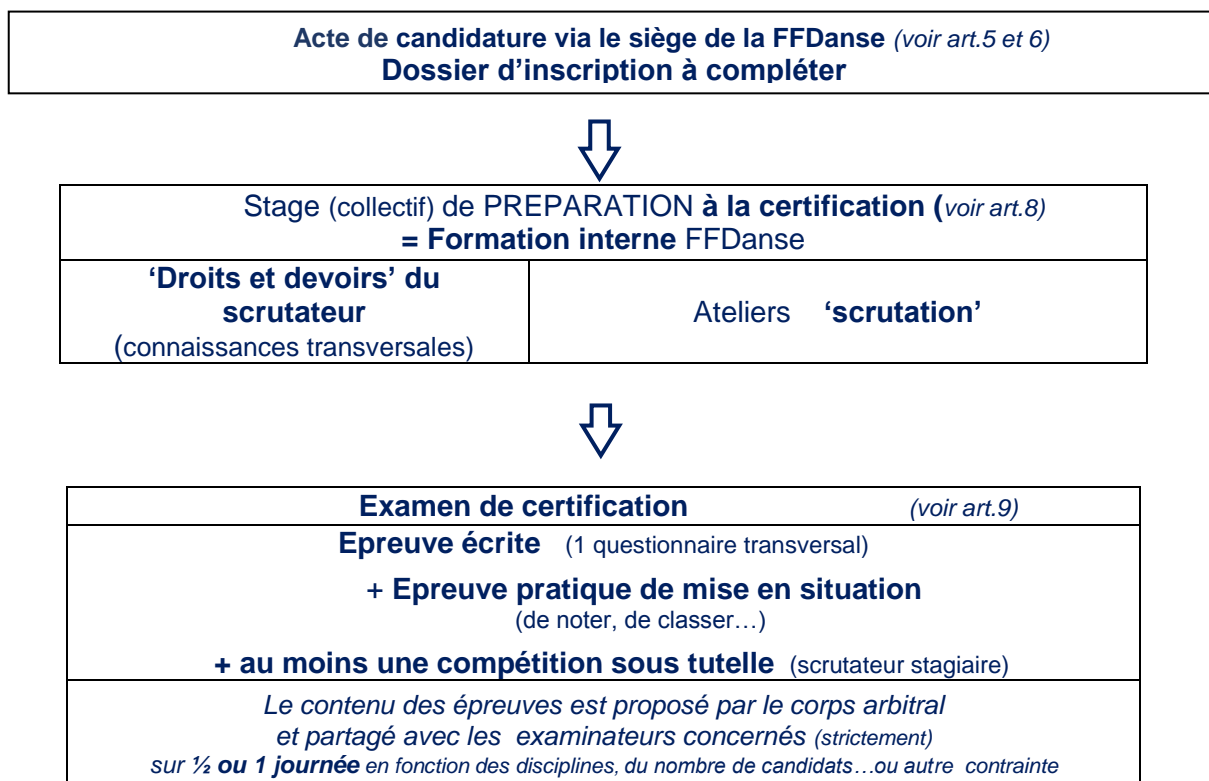 Acte de candidature via le siège de la FFDanse (voir art.5 et 6)
Dossier d’inscription à compléter
Stage (collectif) de PREPARATION à la certification (voir art.8)
= Formation interne FFDanse
‘Droits et devoirs’ du
scrutateur
(connaissances transversales)
Ateliers ‘scrutation’
Examen de certification (voir art.9)
Epreuve écrite (1 questionnaire transversal)
+ Epreuve pratique de mise en situation
(de noter, de classer…)
+ au moins une compétition sous tutelle (scrutateur stagiaire)
Le contenu des épreuves est proposé par le corps arbitral
et partagé avec les examinateurs concernés (strictement)
sur ½ ou 1 journée en fonction des disciplines, du nombre de candidats…ou autre contrainte